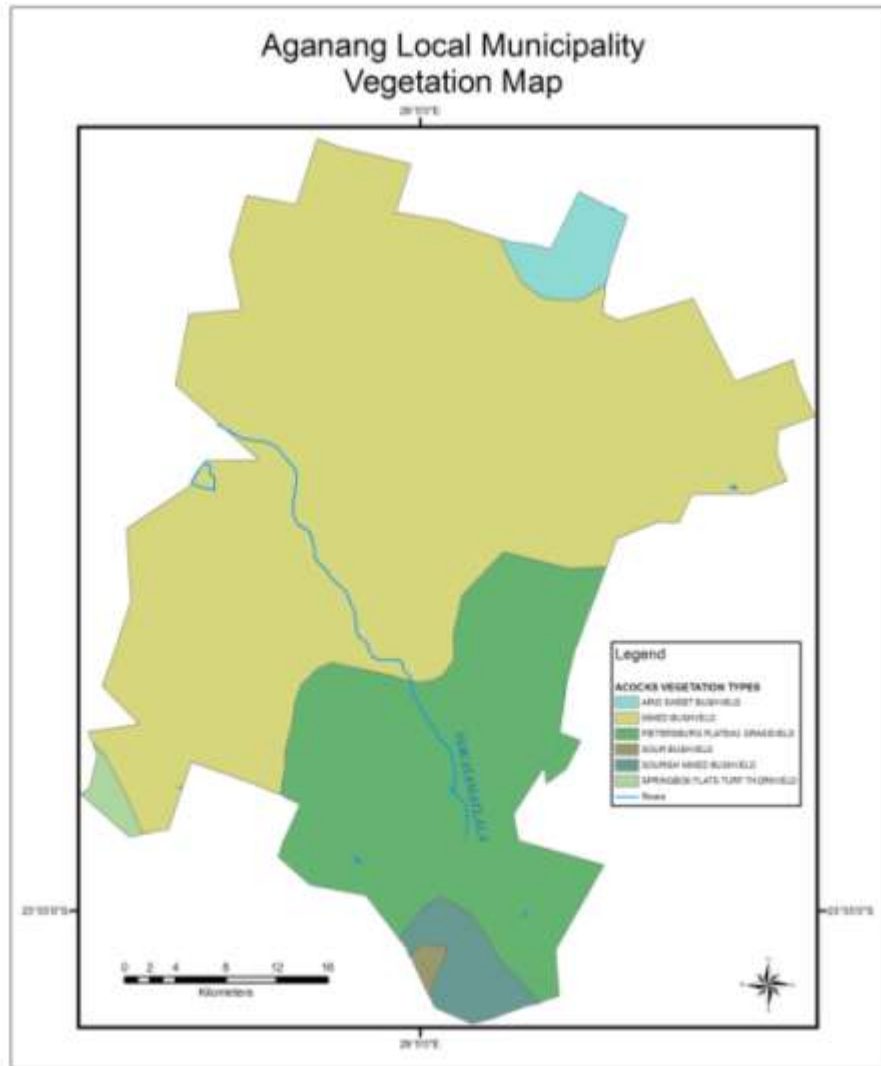 Aganang Local Municipality
Vegetation Map
Legend
ACOCKS VEGETATION TYPES
ARID SWEET BUSHVELD
MIXED BUSHVELD
PIETERSBURG PLATEAU GRASSVELD
SOUR BUSHVELD
SOURISH MIXED BUSHVELD
SPRINGBOK FLATS TURF THORNVELD
Rivers
0 2 4 8 12 16
Kilometers